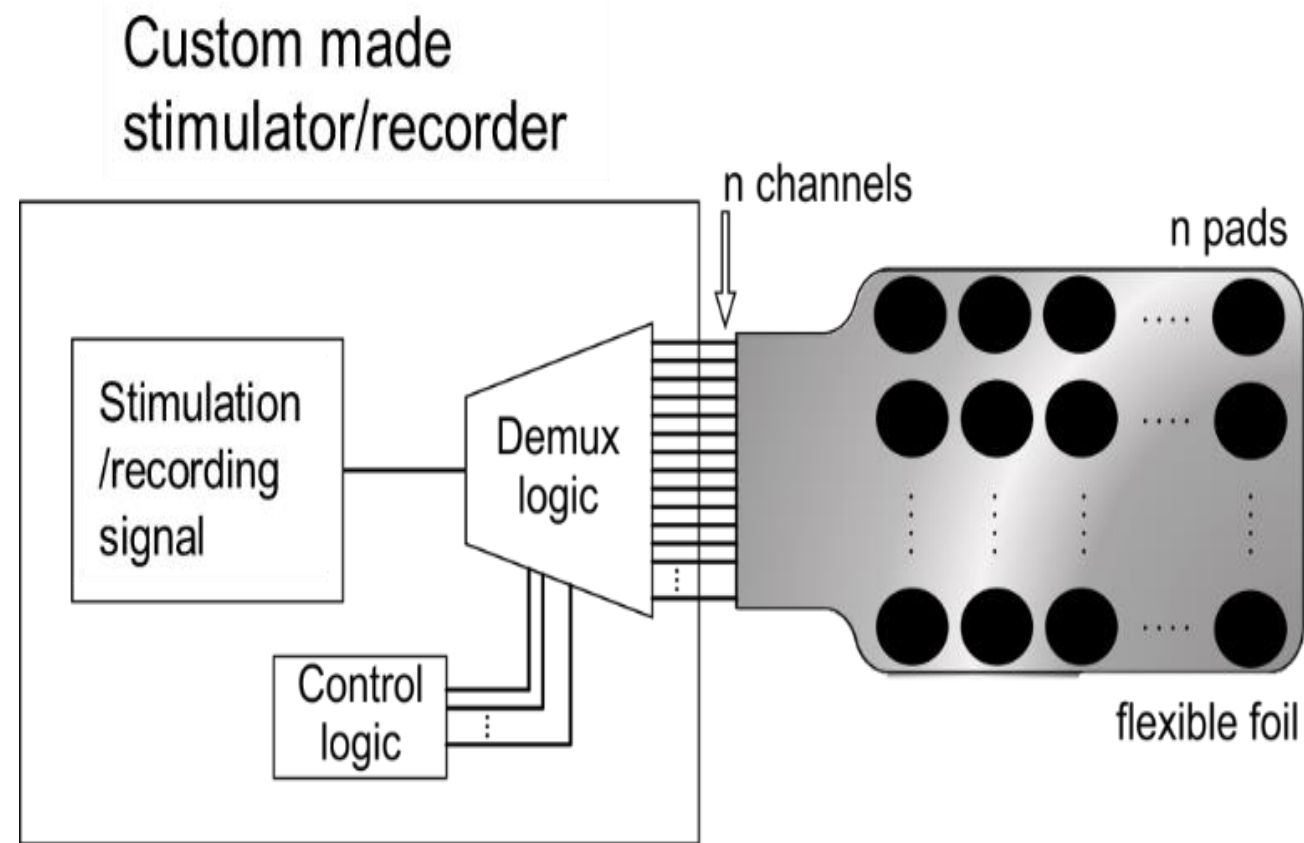 Custom made
stimulator/recorder
n channels
n pads
Stimulation
/recording
signal
Demux
logic
Control
logic
flexible foil